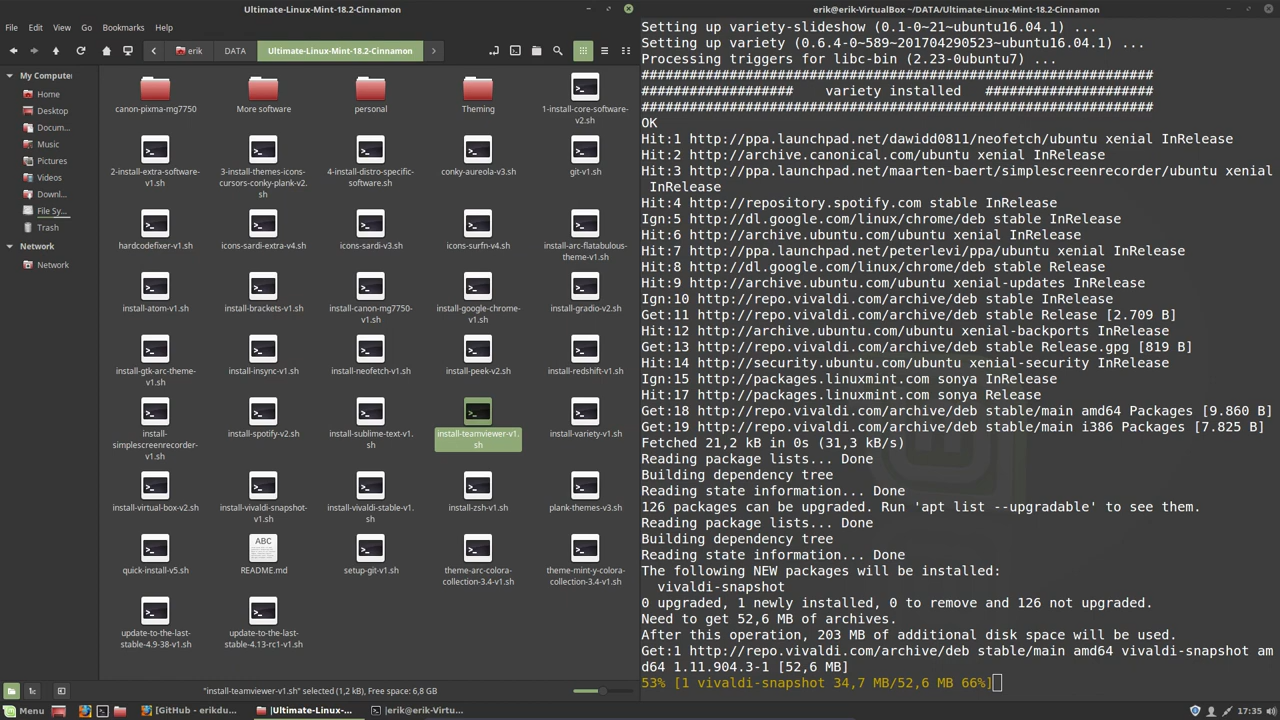 Ultimate-Linux-Mint-18.2-Cinnamon
File Edit View Go Bookmarks Help
erik DATA Ultimate-Linux-Mint-18.2-Cinnamon
My Compute
Home
Desktop
Docum...
Music
Pictures
Videos
Downl...
File Sy...
Trash
Network
Network
canon-pixma-mg7750
More software
personal
Theming
1-install-core-software-
v2.sh
2-install-extra-software-
v1.sh
3-install-themes-icons-
cursors-conky-plank-v2.
sh
4-install-distro-specific-
software.sh
conky-aureola-v3.sh
git-v1.sh
hardcodefixer-v1.sh
icons-sardi-extra-v4.sh
icons-sardi-v3.sh
icons-surfn-v4.sh
install-arc-flatabulous-
theme-v1.sh
install-atom-v1.sh
install-brackets-v1.sh
install-canon-mg7750-
v1.sh
install-google-chrome-
v1.sh
install-gradio-v2.sh
install-gtk-arc-theme-
v1.sh
install-insync-v1.sh
install-neofetch-v1.sh
install-peek-v2.sh
install-redshift-v1.sh
install-
simplescreenrecorder-
v1.sh
install-spotify-v2.sh
install-sublime-text-v1.
sh
install-teamviewer-v1.
sh
install-variety-v1.sh
install-virtual-box-v2.sh
install-vivaldi-snapshot-
v1.sh
install-vivaldi-stable-v1.
sh
install-zsh-v1.sh
plank-themes-v3.sh
quick-install-v5.sh
ABC
README.md
setup-git-v1.sh
theme-arc-colora-
collection-3.4-v1.sh
theme-mint-y-colora-
collection-3.4-v1.sh
update-to-the-last-
stable-4.9-38-v1.sh
update-to-the-last-
stable-4.13-rc1-v1.sh
"install-teamviewer-v1.sh" selected (1,2 kB), Free space: 6,8 GB
erik@erik-VirtualBox ~/DATA/Ultimate-Linux-Mint-18.2-Cinnamon
Setting up variety-slideshow (0.1-0~21~ubuntu16.04.1) ...
Setting up variety (0.6.4-0~589~201704290523~ubuntu16.04.1) ...
Processing triggers for libc-bin (2.23-0ubuntu7) ...
################################################################
###################    variety installed   #####################
################################################################
OK
Hit:1 http://ppa.launchpad.net/dawidd0811/neofetch/ubuntu xenial InRelease
Hit:2 http://archive.canonical.com/ubuntu xenial InRelease
Hit:3 http://ppa.launchpad.net/maarten-baert/simplescreenrecorder/ubuntu xenial
InRelease
Hit:4 http://repository.spotify.com stable InRelease
Ign:5 http://dl.google.com/linux/chrome/deb stable InRelease
Hit:6 http://archive.ubuntu.com/ubuntu xenial InRelease
Hit:7 http://ppa.launchpad.net/peterlevi/ppa/ubuntu xenial InRelease
Hit:8 http://dl.google.com/linux/chrome/deb stable Release
Hit:9 http://archive.ubuntu.com/ubuntu xenial-updates InRelease
Ign:10 http://repo.vivaldi.com/archive/deb stable InRelease
Get:11 http://repo.vivaldi.com/archive/deb stable Release [2.709 B]
Hit:12 http://archive.ubuntu.com/ubuntu xenial-backports InRelease
Get:13 http://repo.vivaldi.com/archive/deb stable Release.gpg [819 B]
Hit:14 http://security.ubuntu.com/ubuntu xenial-security InRelease
Ign:15 http://packages.linuxmint.com sonya InRelease
Hit:17 http://packages.linuxmint.com sonya Release
Get:18 http://repo.vivaldi.com/archive/deb stable/main amd64 Packages [9.860 B]
Get:19 http://repo.vivaldi.com/archive/deb stable/main i386 Packages [7.825 B]
Fetched 21,2 kB in 0s (31,3 kB/s)
Reading package lists... Done
Building dependency tree
Reading state information... Done
126 packages can be upgraded. Run 'apt list --upgradable' to see them.
Reading package lists... Done
Building dependency tree
Reading state information... Done
The following NEW packages will be installed:
vivaldi-snapshot
0 upgraded, 1 newly installed, 0 to remove and 126 not upgraded.
Need to get 52,6 MB of archives.
After this operation, 203 MB of additional disk space will be used.
Get:1 http://repo.vivaldi.com/archive/deb stable/main amd64 vivaldi-snapshot am
d64 1.11.904.3-1 [52,6 MB]
53% [1 vivaldi-snapshot 34,7 MB/52,6 MB 66%]
Menu [GitHub - erikdu... |Ultimate-Linux-... |erik@erik-Virtu... 17:35